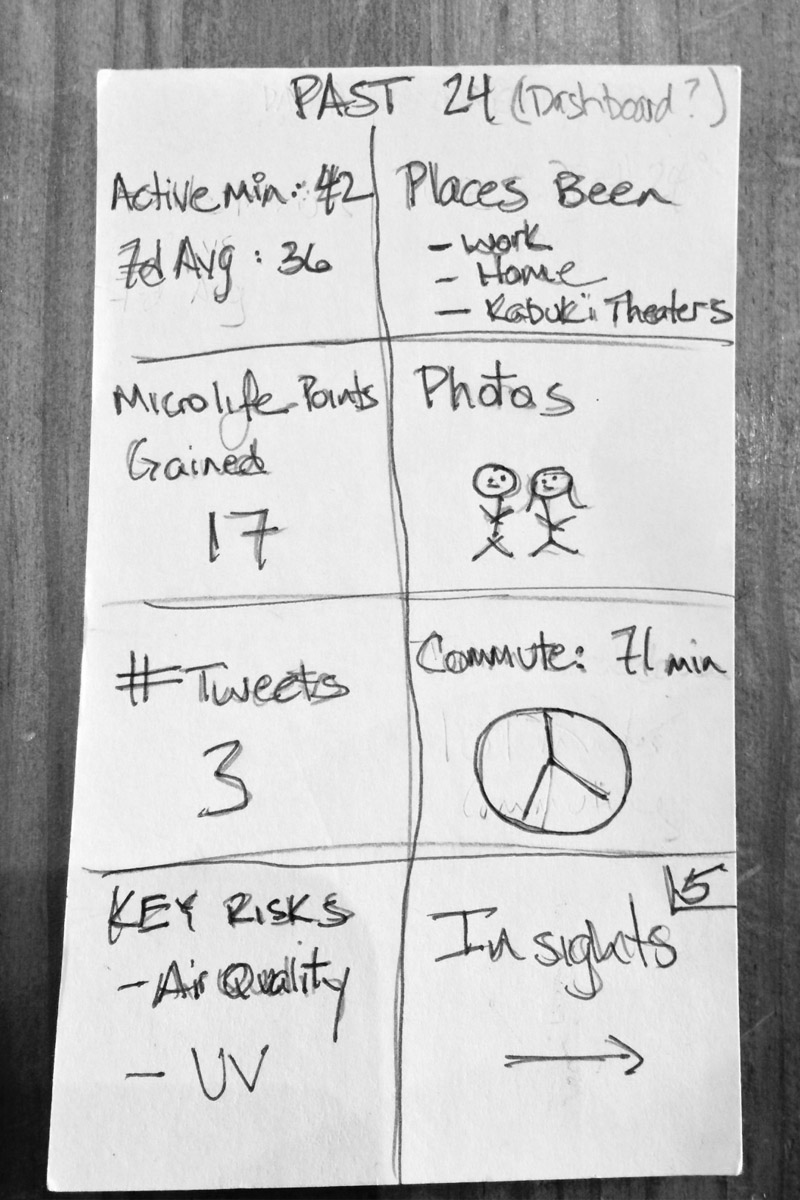 PAST 24 (Dashboard?)
Active Min: 42
7d Avg: 36
Places Been
- Work
- Home
- Kabuki Theaters
Microlife Points
Gained
17
Photos
# Tweets
3
Commute: 71 min
KEY RISKS
- Air Quality
- UV
5
Insights